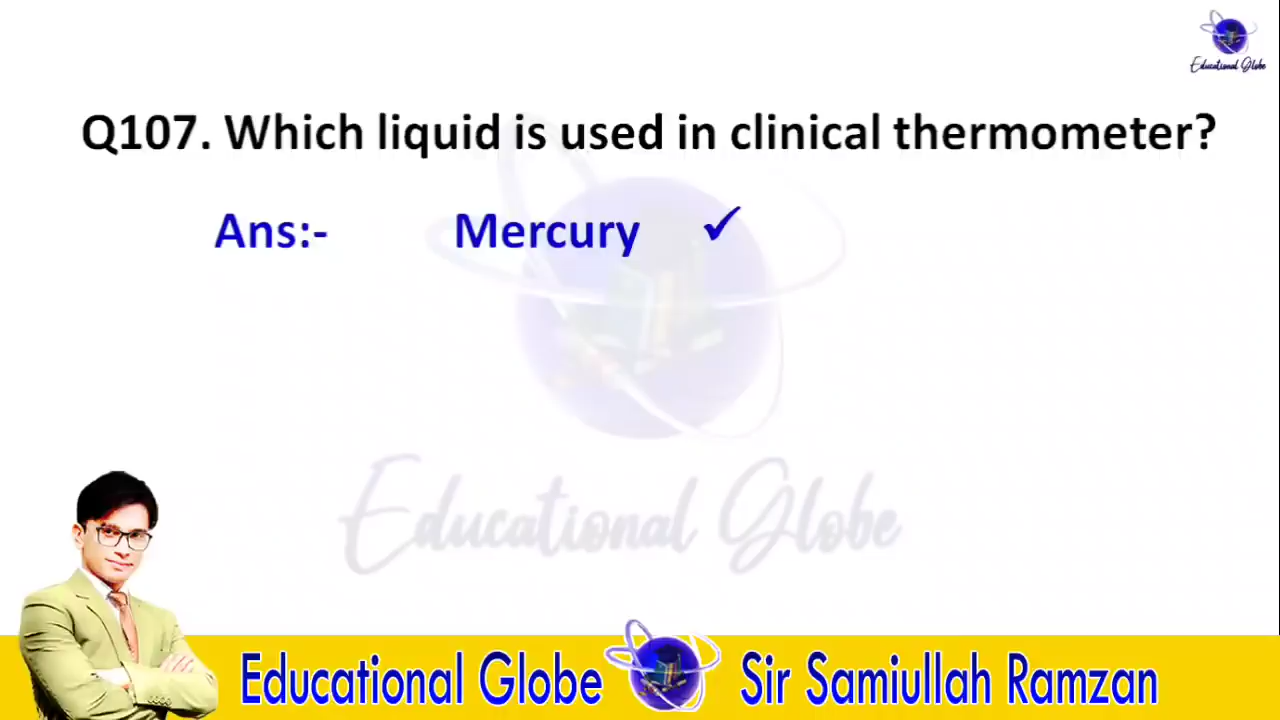 Educational Globe
Q107. Which liquid is used in clinical thermometer?
Ans:- Mercury ✓
Educational Globe
Educational Globe Sir Samiullah Ramzan